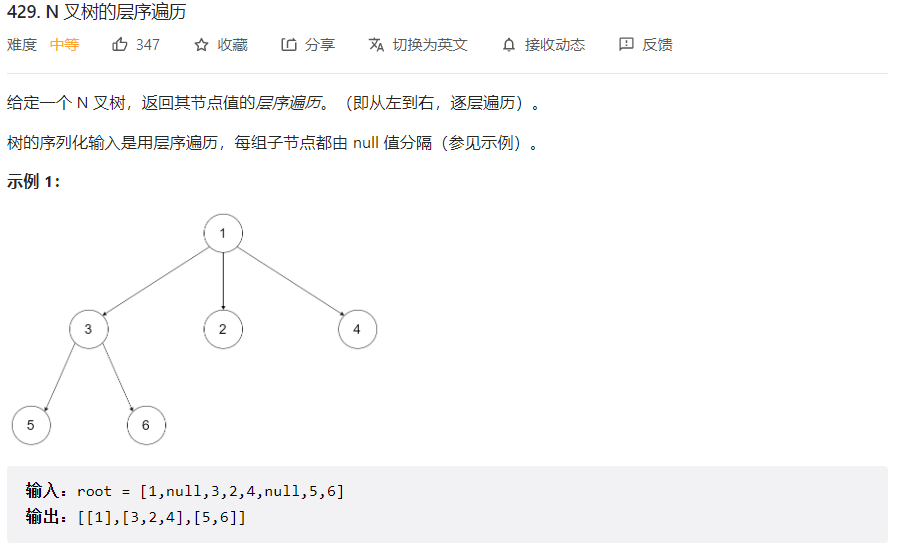 429. N 叉树的层序遍历
难度 中等 347 收藏 分享 切换为英文 接收动态 反馈
给定一个 N 叉树，返回其节点值的层序遍历。（即从左到右，逐层遍历）。
树的序列化输入是用层序遍历，每组子节点都由 null 值分隔（参见示例）。
示例 1：
1
3 2 4
5 6
输入：root = [1,null,3,2,4,null,5,6]
输出：[[1],[3,2,4],[5,6]]